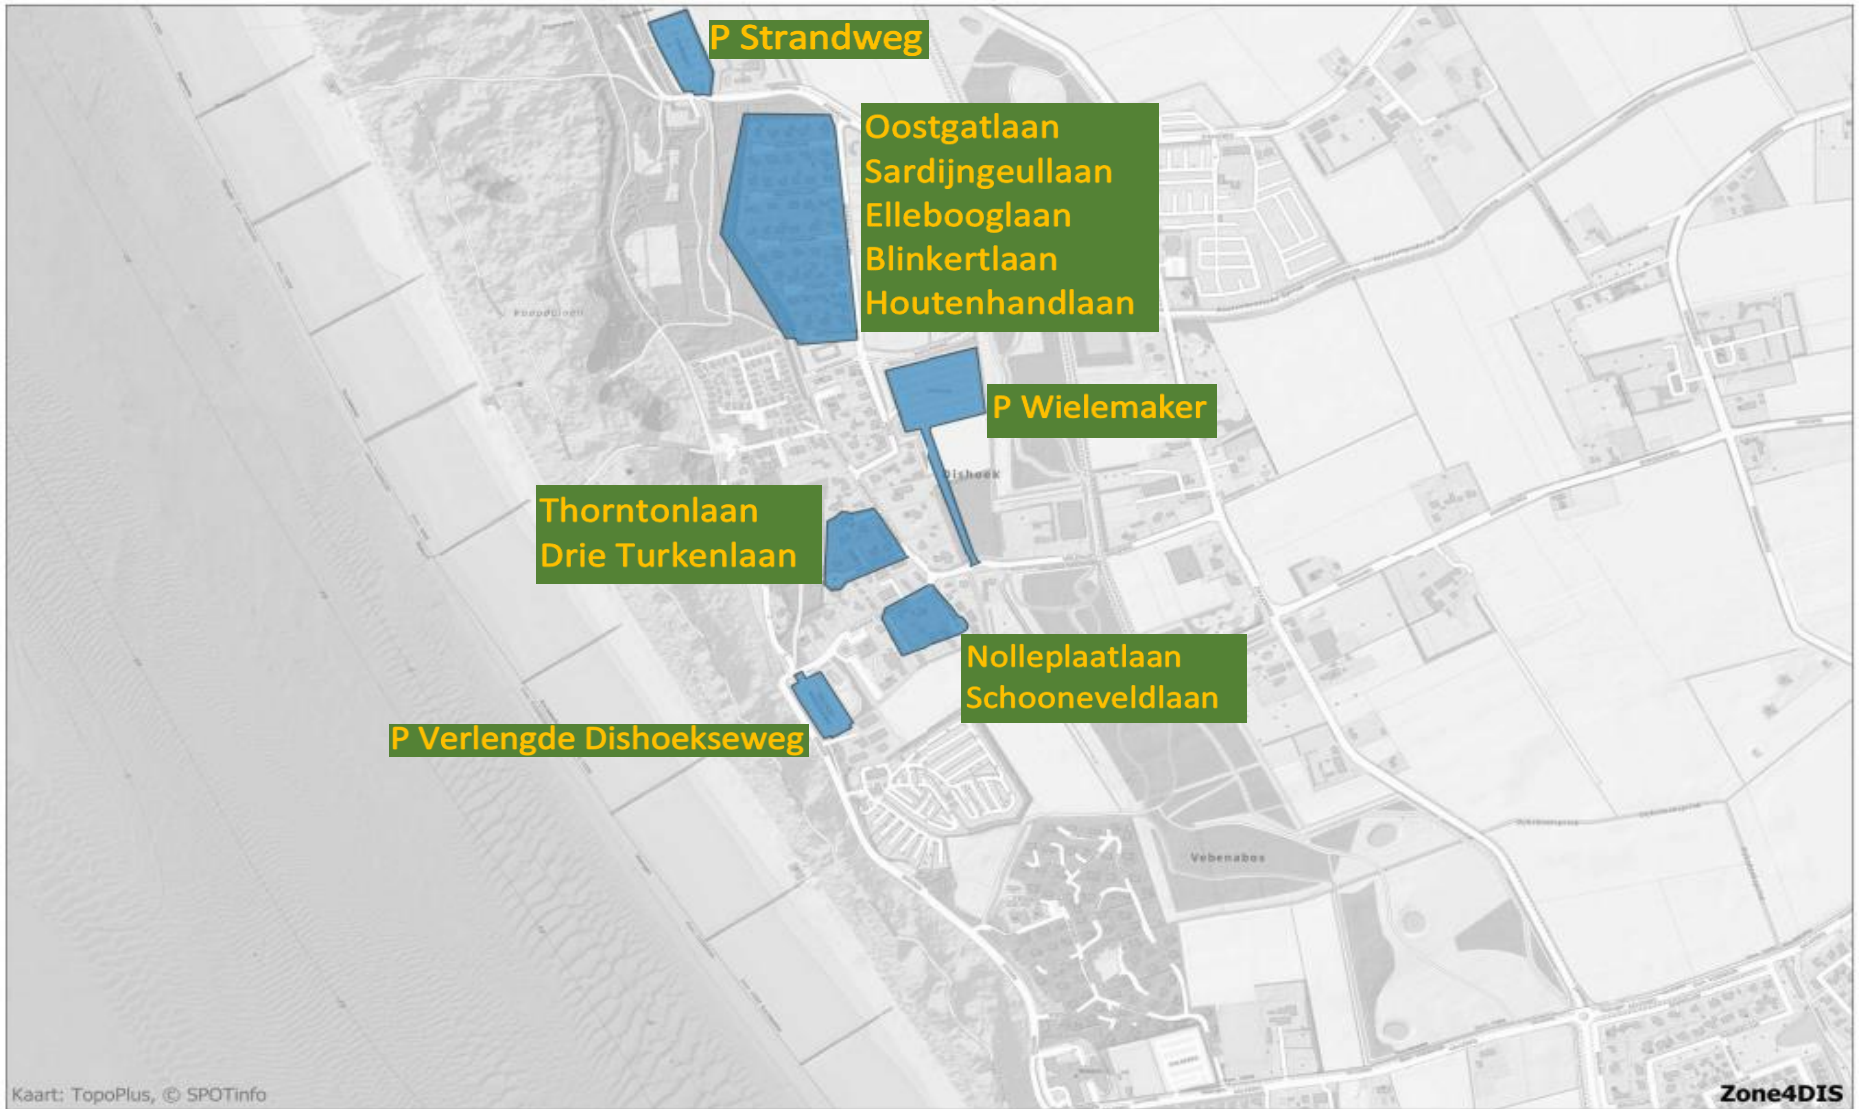 P Strandweg
Oostgatlaan
Sardijngeullaan
Ellebooglaan
Blinkertlaan
Houtenhandlaan
P Wielemaker
Dishoek
Thorntonlaan
Drie Turkenlaan
Nolleplaatlaan
Schooneveldlaan
P Verlengde Dishoekseweg
Vebenabos
Kaart: TopoPlus, © SPOTinfo
Zone4DIS